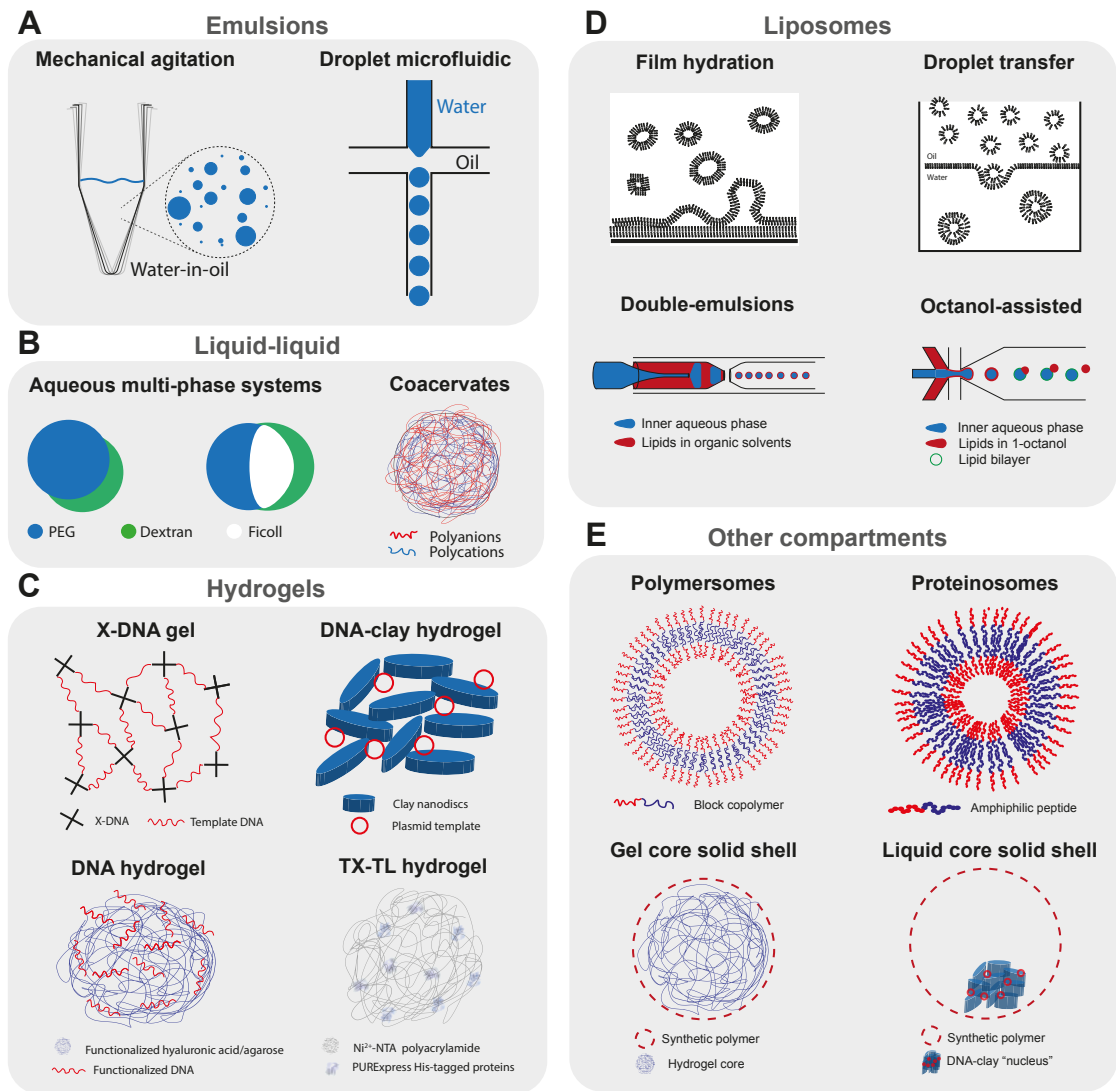 A
Emulsions
Mechanical agitation
Droplet microfluidic
Water
Oil
Water-in-oil
B
Liquid-liquid
Aqueous multi-phase systems
Coacervates
PEG
Dextran
Ficoll
Polyanions
Polycations
C
Hydrogels
X-DNA gel
DNA-clay hydrogel
X-DNA
Template DNA
Clay nanodiscs
Plasmid template
DNA hydrogel
TX-TL hydrogel
Functionalized hyaluronic acid/agarose
Functionalized DNA
Ni²⁺-NTA polyacrylamide
PURExpress His-tagged proteins
D
Liposomes
Film hydration
Droplet transfer
Oil
Water
Double-emulsions
Octanol-assisted
Inner aqueous phase
Lipids in organic solvents
Inner aqueous phase
Lipids in 1-octanol
Lipid bilayer
E
Other compartments
Polymersomes
Proteinosomes
Block copolymer
Amphiphilic peptide
Gel core solid shell
Liquid core solid shell
Synthetic polymer
Hydrogel core
Synthetic polymer
DNA-clay “nucleus”